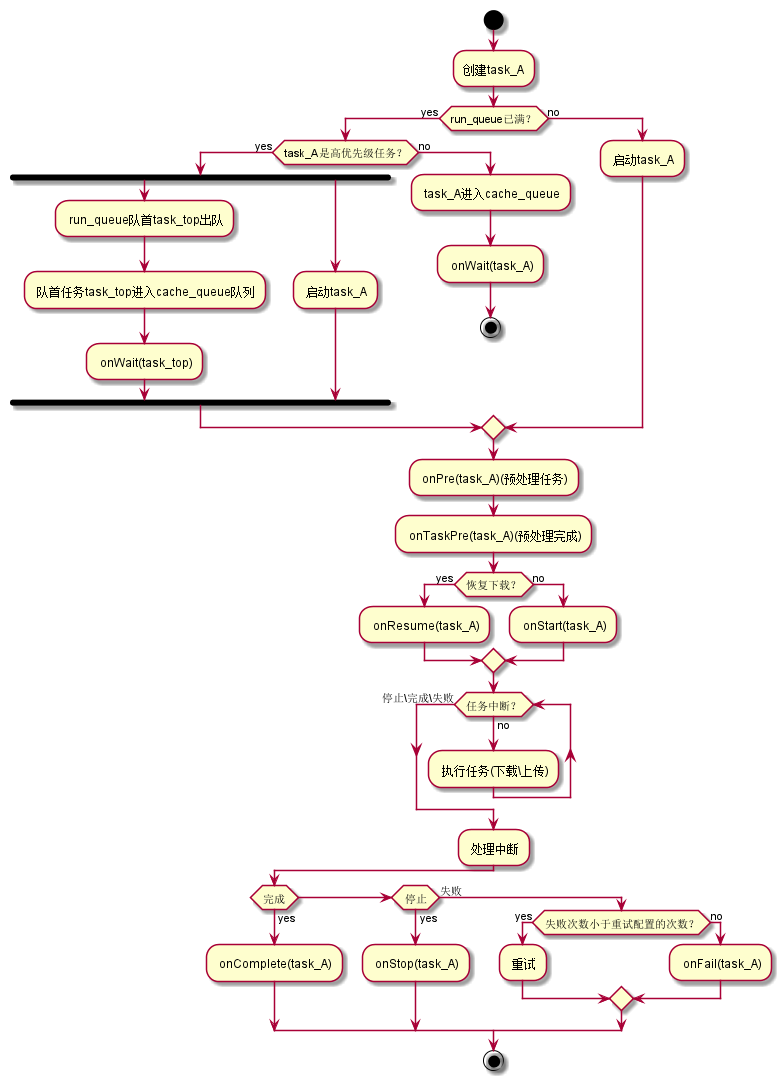 创建task_A
run_queue已满?
yes
no
task_A是高优先级任务?
yes
no
启动task_A
run_queue队首task_top出队
队首任务task_top进入cache_queue队列
onWait(task_top)
启动task_A
task_A进入cache_queue
onWait(task_A)
onPre(task_A)(预处理任务)
onTaskPre(task_A)(预处理完成)
yes
恢复下载?
no
onResume(task_A)
onStart(task_A)
停止\完成\失败
任务中断?
no
执行任务(下载\上传)
处理中断
完成
yes
停止
yes
失败
yes
失败次数小于重试配置的次数?
no
onComplete(task_A)
onStop(task_A)
重试
onFail(task_A)